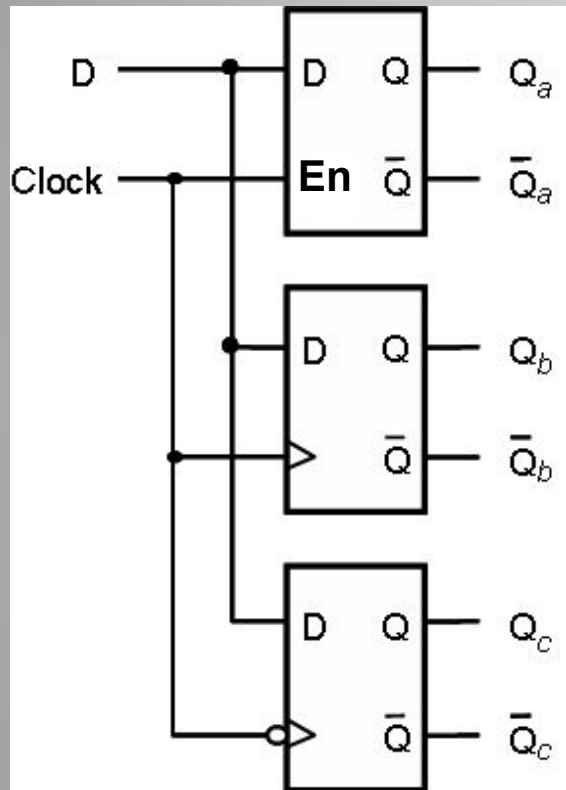 D D Q Qa
Clock En Q̅ Q̅a
D Q Qb
Q̅ Q̅b
D Q Qc
Q̅ Q̅c